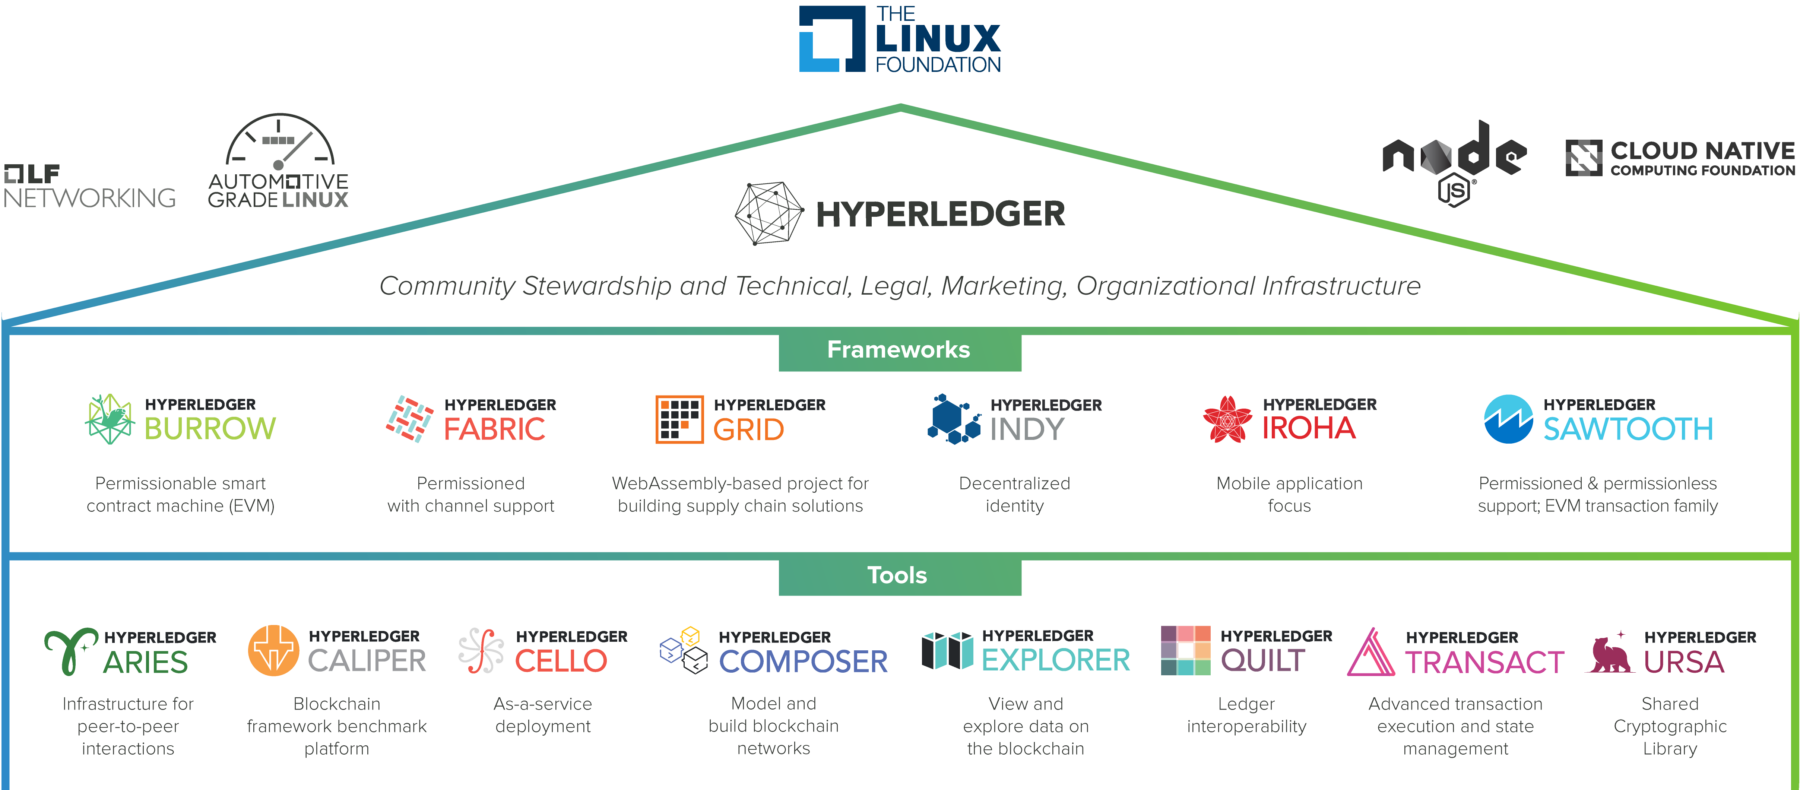 THE
LINUX
FOUNDATION
LF
NETWORKING
AUTOMOTIVE
GRADE LINUX
node
JS
CLOUD NATIVE
COMPUTING FOUNDATION
HYPERLEDGER
Community Stewardship and Technical, Legal, Marketing, Organizational Infrastructure
Frameworks
HYPERLEDGER
BURROW
Permissionable smart
contract machine (EVM)
HYPERLEDGER
FABRIC
Permissioned
with channel support
HYPERLEDGER
GRID
WebAssembly-based project for
building supply chain solutions
HYPERLEDGER
INDY
Decentralized
identity
HYPERLEDGER
IROHA
Mobile application
focus
HYPERLEDGER
SAWTOOTH
Permissioned & permissionless
support; EVM transaction family
Tools
HYPERLEDGER
ARIES
Infrastructure for
peer-to-peer
interactions
HYPERLEDGER
CALIPER
Blockchain
framework benchmark
platform
HYPERLEDGER
CELLO
As-a-service
deployment
HYPERLEDGER
COMPOSER
Model and
build blockchain
networks
HYPERLEDGER
EXPLORER
View and
explore data on
the blockchain
HYPERLEDGER
QUILT
Ledger
interoperability
HYPERLEDGER
TRANSACT
Advanced transaction
execution and state
management
HYPERLEDGER
URSA
Shared
Cryptographic
Library